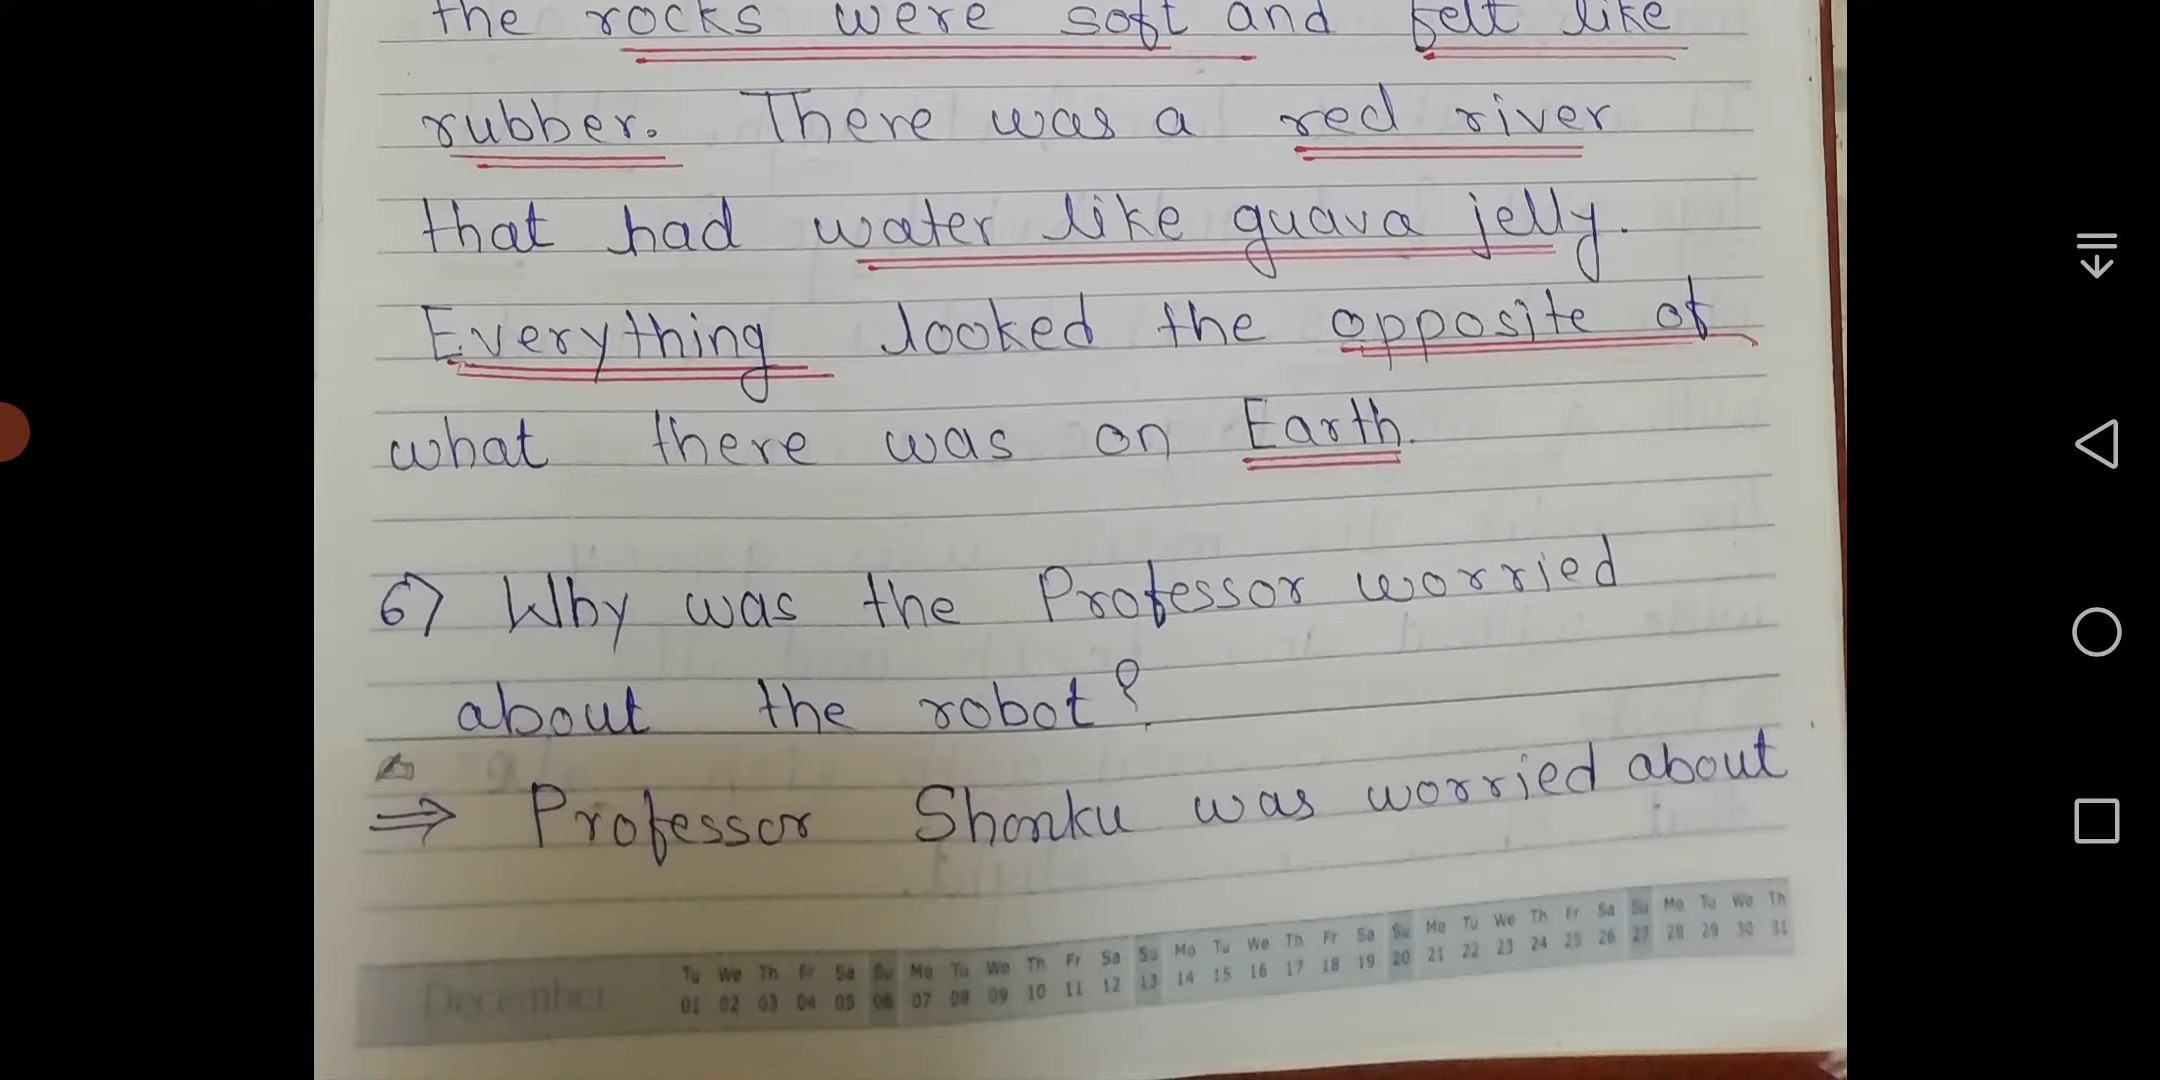 the rocks were soft and felt like
rubber. There was a red river
that had water like guava jelly.
Everything looked the opposite of
what there was on Earth.
6) Why was the Professor worried
about the robot?
⇒ Professor Shonku was worried about
December
Tu We Th Fr Sa Su Mo Tu We Th Fr Sa Su Mo Tu We Th Fr Sa Su Mo Tu We Th Fr Sa Su Mo Tu We Th
01 02 03 04 05 06 07 08 09 10 11 12 13 14 15 16 17 18 19 20 21 22 23 24 25 26 27 28 29 30 31